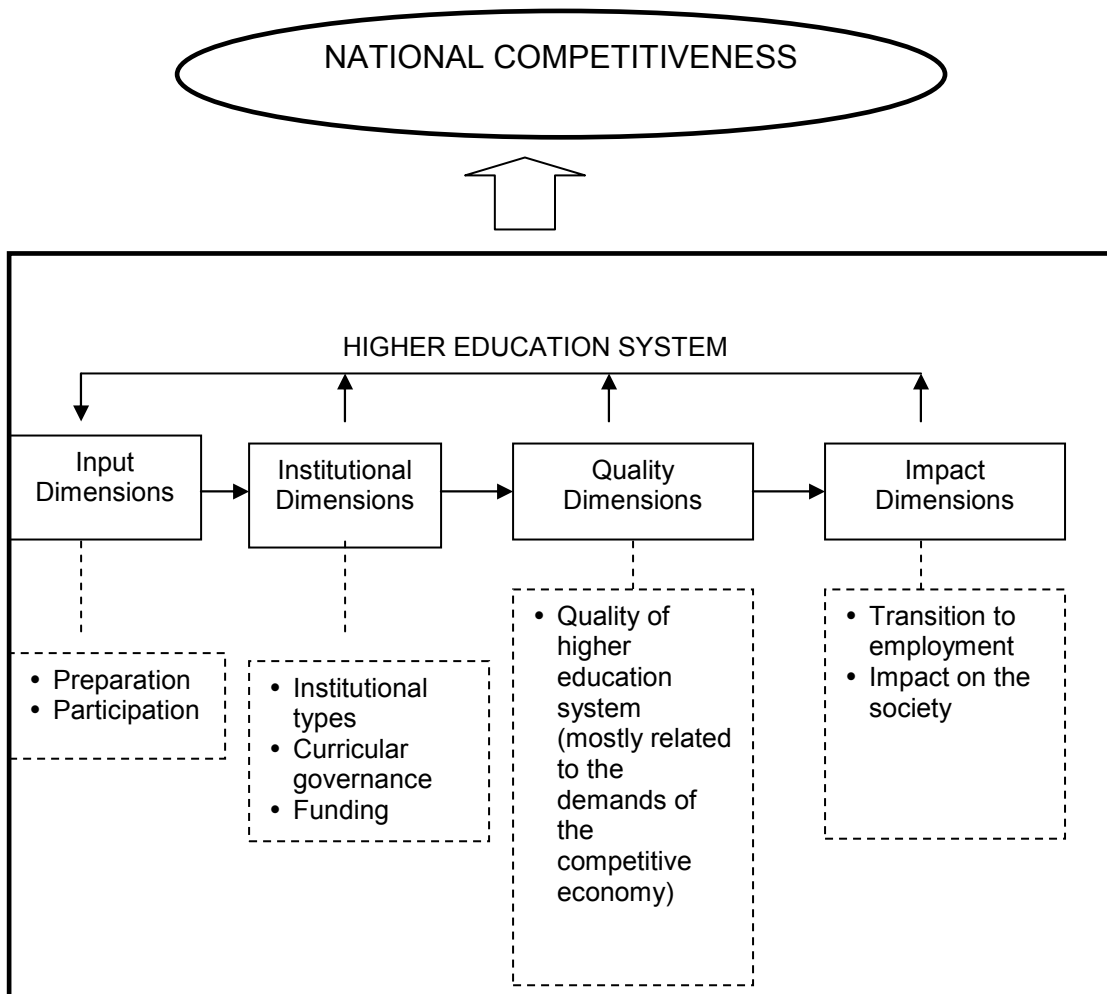 NATIONAL COMPETITIVENESS
HIGHER EDUCATION SYSTEM
Input
Dimensions
Institutional
Dimensions
Quality
Dimensions
Impact
Dimensions
• Preparation
• Participation
• Institutional
types
• Curricular
governance
• Funding
• Quality of
higher
education
system
(mostly related
to the
demands of
the
competitive
economy)
• Transition to
employment
• Impact on the
society